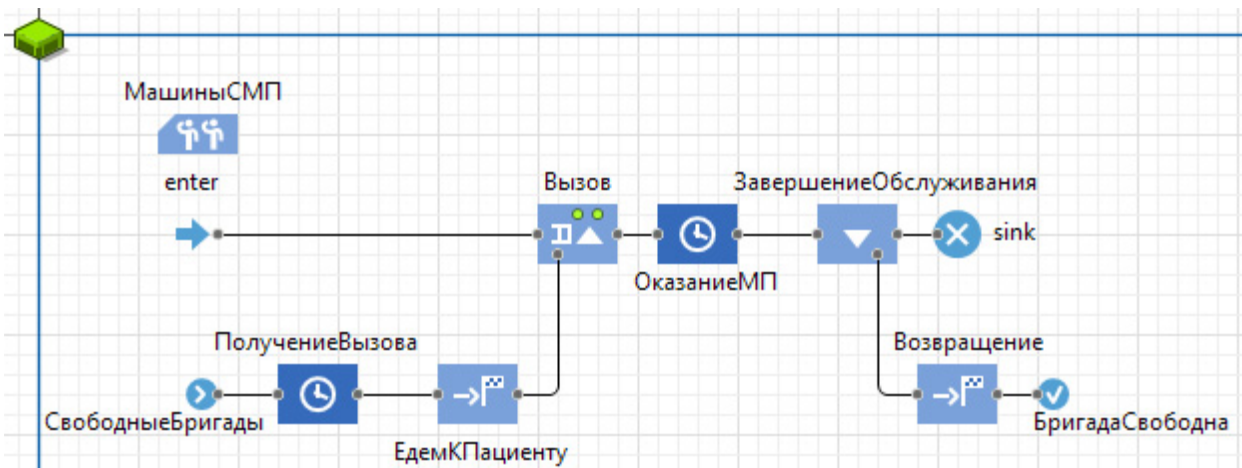 МашиныСМП
enter
Вызов
ЗавершениеОбслуживания
sink
ОказаниеМП
ПолучениеВызова
Возвращение
СвободныеБригады
БригадаСвободна
ЕдемКПациенту